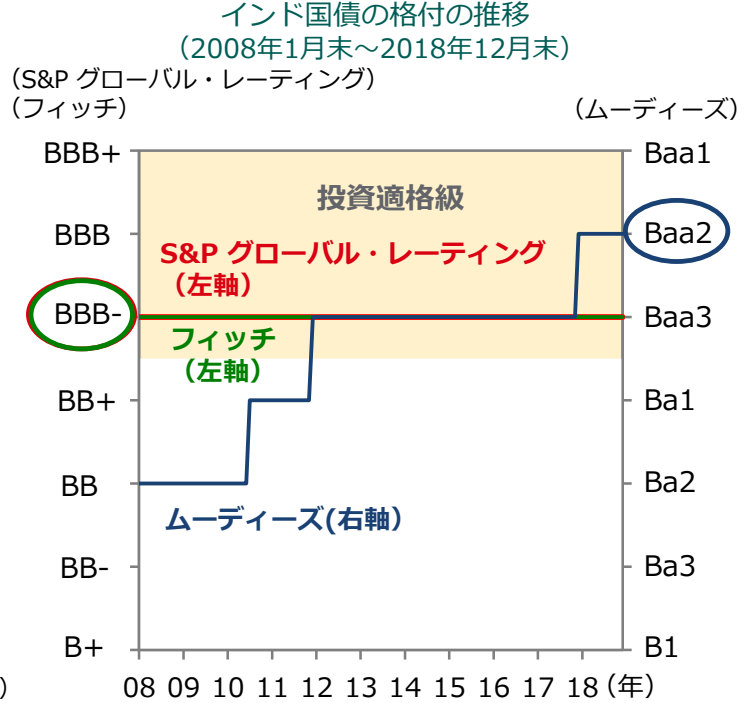 インド国債の格付の推移
（2008年1月末～2018年12月末）
（S&P グローバル・レーティング）
（フィッチ）
（ムーディーズ）
BBB+
BBB
BBB-
BB+
BB
BB-
B+
投資適格級
S&P グローバル・レーティング
（左軸）
フィッチ
（左軸）
ムーディーズ(右軸）
Baa1
Baa2
Baa3
Ba1
Ba2
Ba3
B1
）
08 09 10 11 12 13 14 15 16 17 18（年）